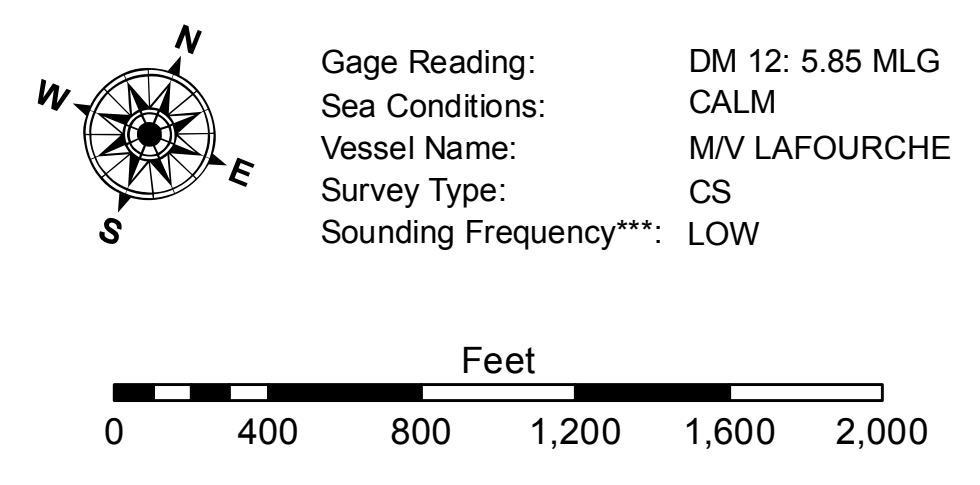 N
W
E
S
Gage Reading: DM 12: 5.85 MLG
Sea Conditions: CALM
Vessel Name: M/V LAFOURCHE
Survey Type: CS
Sounding Frequency***: LOW
Feet
0 400 800 1,200 1,600 2,000